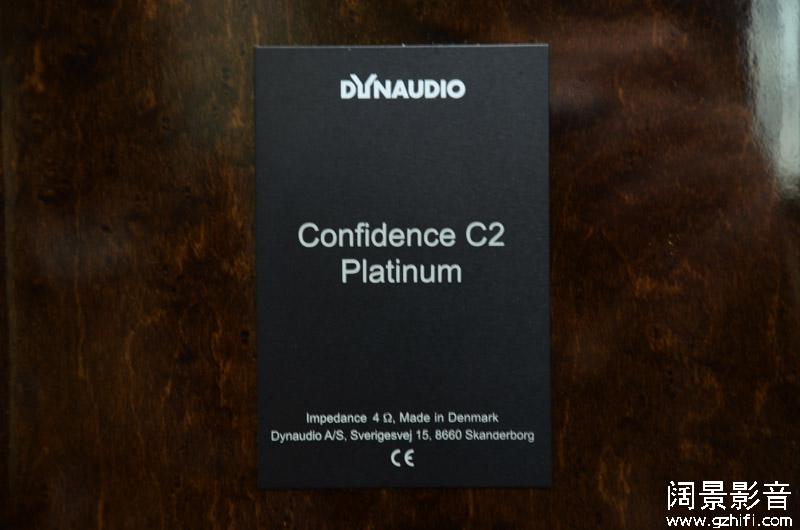 DYNAUDIO
Confidence C2
Platinum
Impedance 4 Ω, Made in Denmark
Dynaudio A/S, Sverigesvej 15, 8660 Skanderborg
CE
阔景影音
www.gzhifi.com